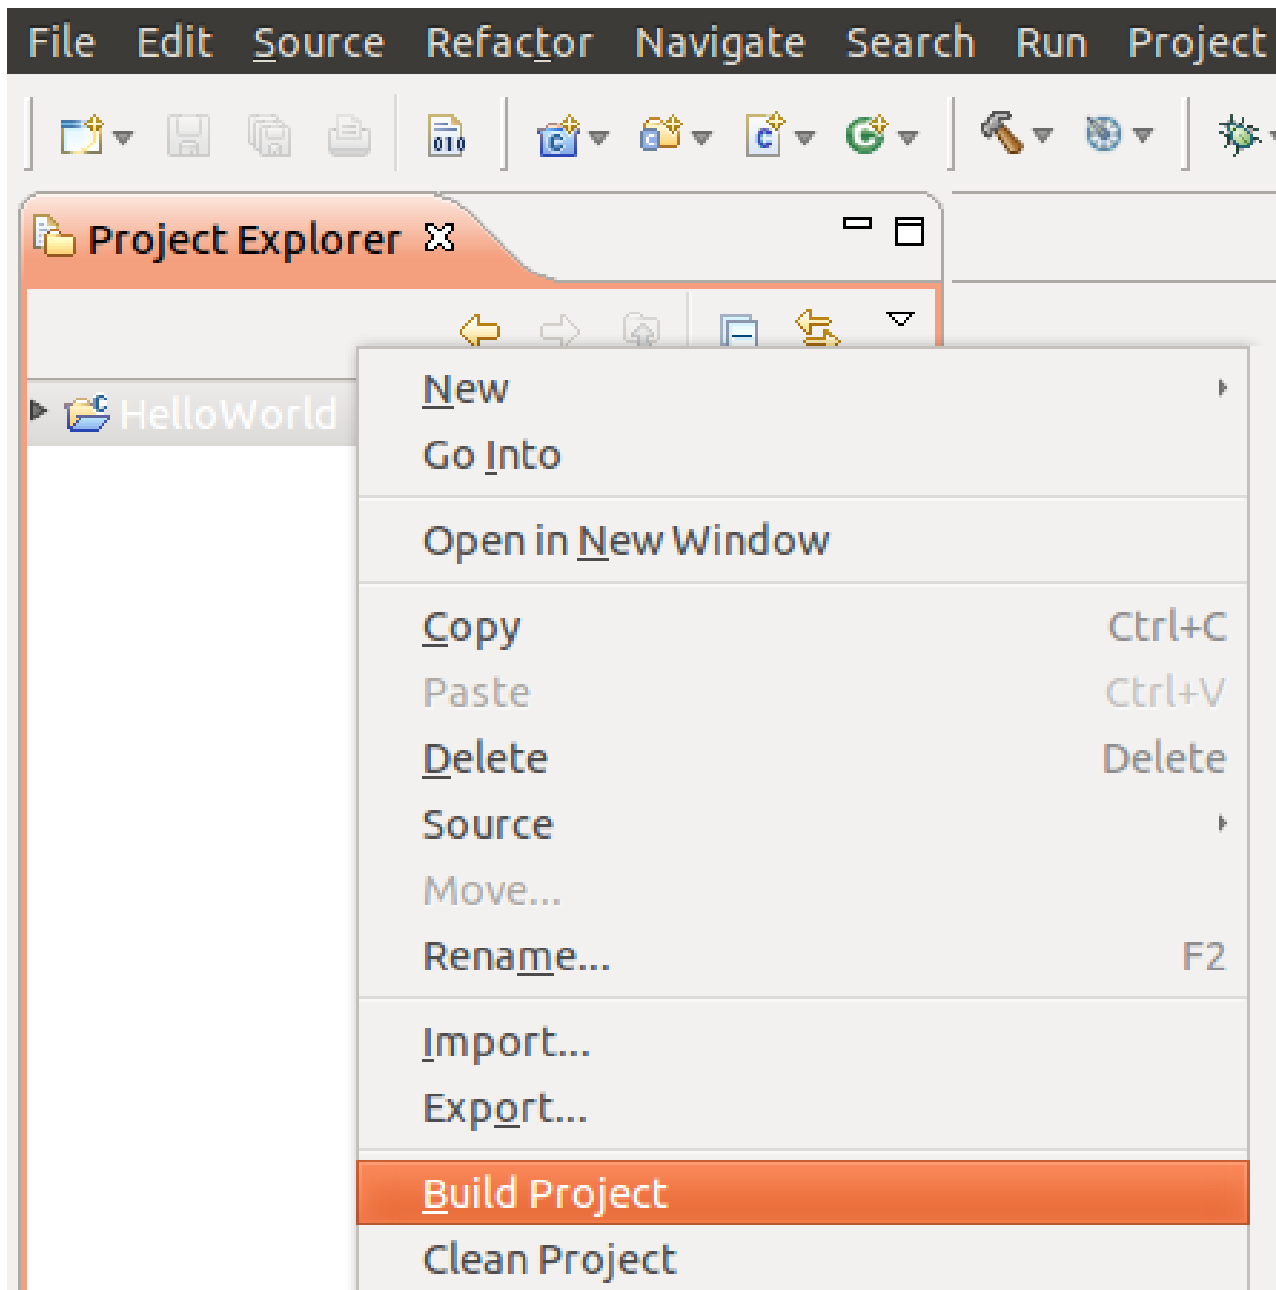 File Edit Source Refactor Navigate Search Run Project
010
Project Explorer
HelloWorld
New
Go Into
Open in New Window
Copy Ctrl+C
Paste Ctrl+V
Delete Delete
Source
Move...
Rename... F2
Import...
Export...
Build Project
Clean Project